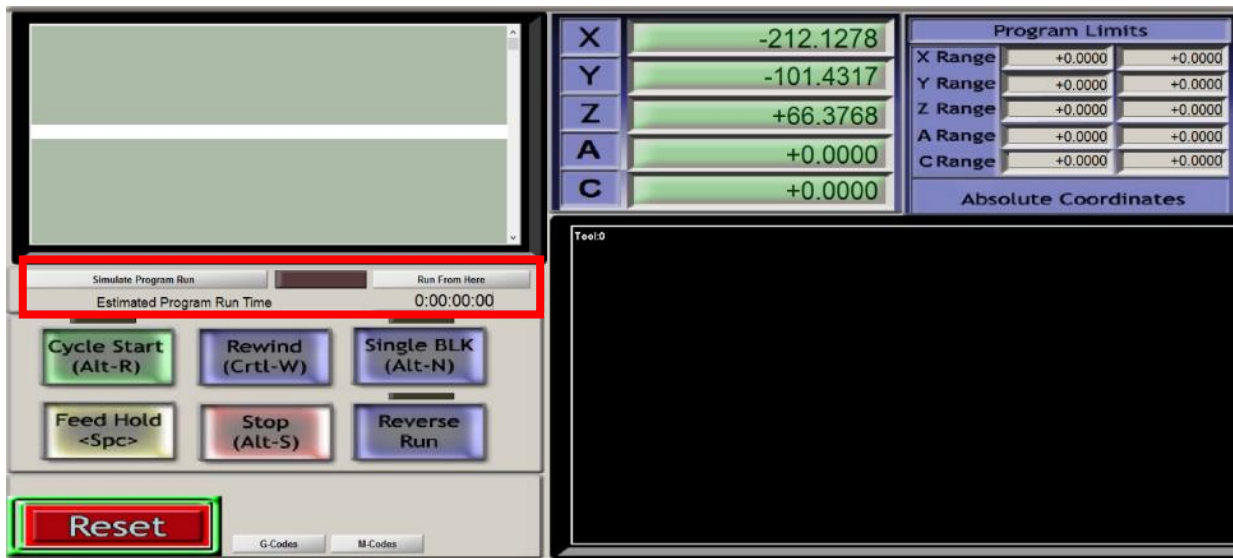 X -212.1278
Y -101.4317
Z +66.3768
A +0.0000
C +0.0000
Program Limits
X Range +0.0000 +0.0000
Y Range +0.0000 +0.0000
Z Range +0.0000 +0.0000
A Range +0.0000 +0.0000
C Range +0.0000 +0.0000
Absolute Coordinates
Tool:0
Simulate Program Run Run From Here
Estimated Program Run Time 0:00:00:00
Cycle Start
(Alt-R)
Rewind
(Crtl-W)
Single BLK
(Alt-N)
Feed Hold
<Spc>
Stop
(Alt-S)
Reverse
Run
Reset
G-Codes M-Codes